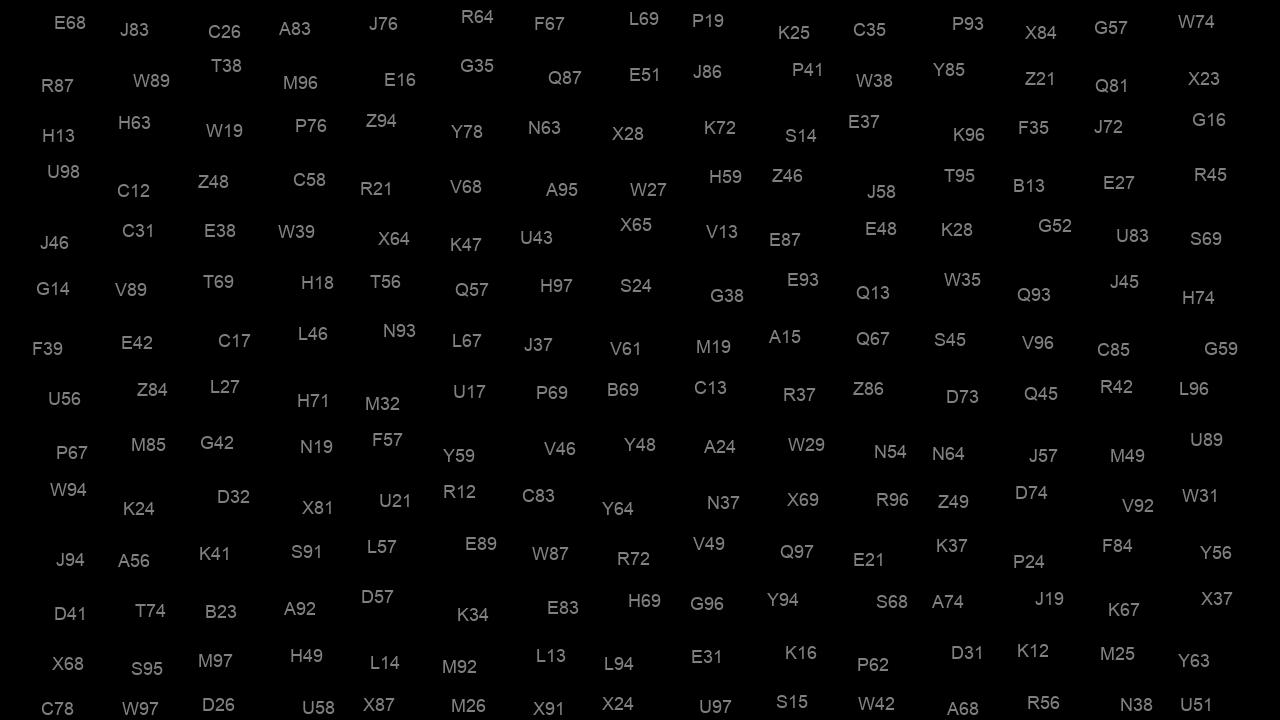 E68 J83 C26 A83 J76 R64 F67 L69 P19 K25 C35 P93 X84 G57 W74
R87 W89 T38 M96 E16 G35 Q87 E51 J86 P41 W38 Y85 Z21 Q81 X23
H13 H63 W19 P76 Z94 Y78 N63 X28 K72 S14 E37 K96 F35 J72 G16
U98 C12 Z48 C58 R21 V68 A95 W27 H59 Z46 J58 T95 B13 E27 R45
J46 C31 E38 W39 X64 K47 U43 X65 V13 E87 E48 K28 G52 U83 S69
G14 V89 T69 H18 T56 Q57 H97 S24 G38 E93 Q13 W35 Q93 J45 H74
F39 E42 C17 L46 N93 L67 J37 V61 M19 A15 Q67 S45 V96 C85 G59
U56 Z84 L27 H71 M32 U17 P69 B69 C13 R37 Z86 D73 Q45 R42 L96
P67 M85 G42 N19 F57 Y59 V46 Y48 A24 W29 N54 N64 J57 M49 U89
W94 K24 D32 X81 U21 R12 C83 Y64 N37 X69 R96 Z49 D74 V92 W31
J94 A56 K41 S91 L57 E89 W87 R72 V49 Q97 E21 K37 P24 F84 Y56
D41 T74 B23 A92 D57 K34 E83 H69 G96 Y94 S68 A74 J19 K67 X37
X68 S95 M97 H49 L14 M92 L13 L94 E31 K16 P62 D31 K12 M25 Y63
C78 W97 D26 U58 X87 M26 X91 X24 U97 S15 W42 A68 R56 N38 U51